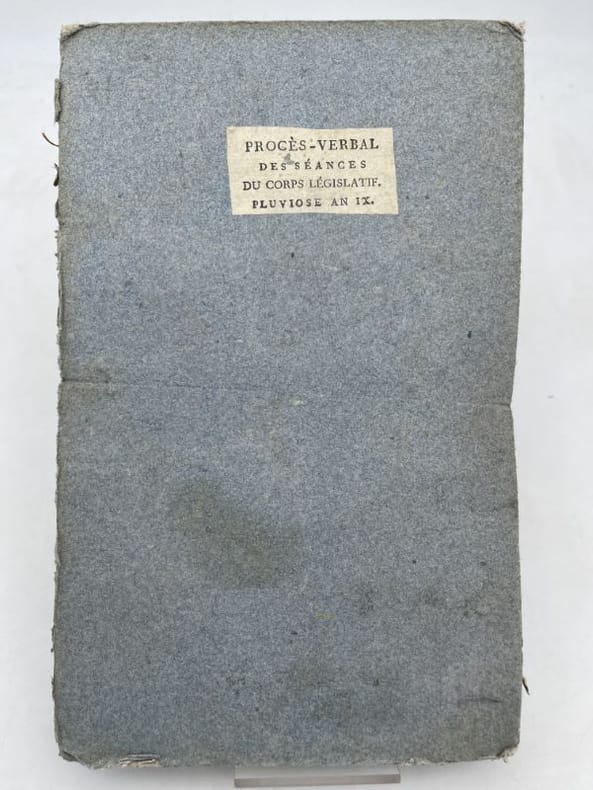 PROCÈS-VERBAL
DES SÉANCES
DU CORPS LÉGISLATIF.
PLUVIOSE AN IX.